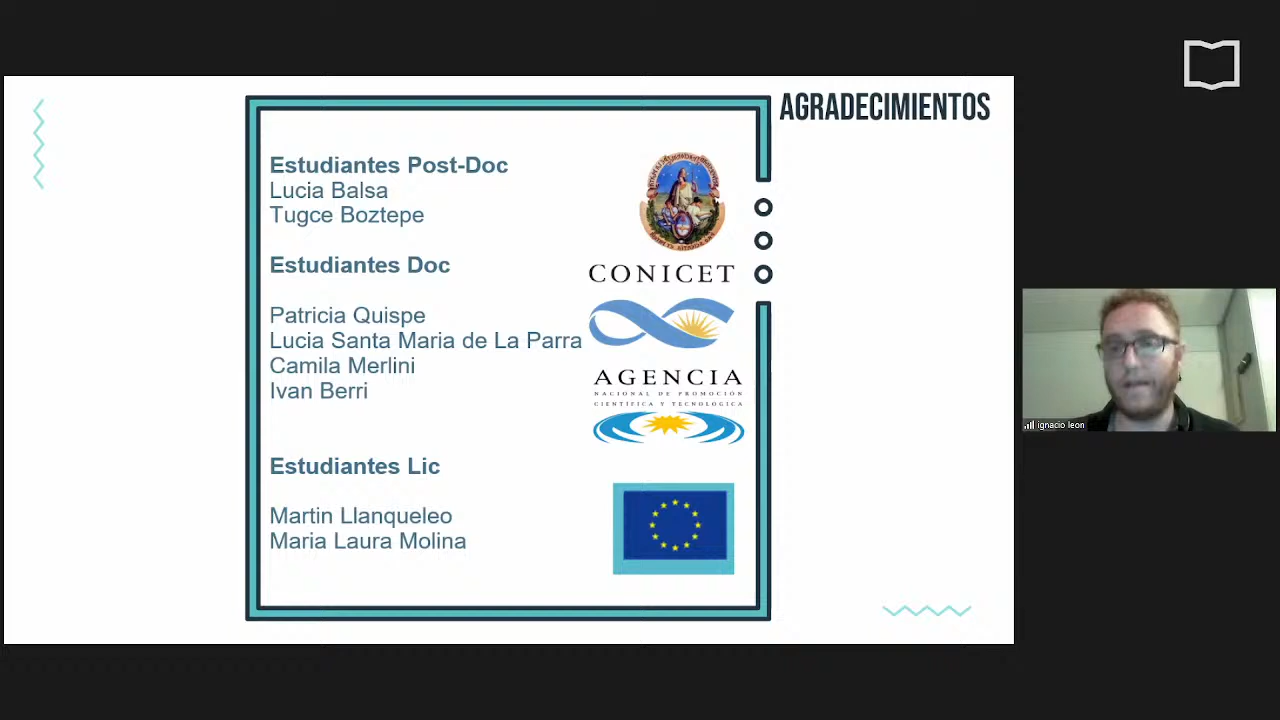 AGRADECIMIENTOS
Estudiantes Post-Doc
Lucia Balsa
Tugce Boztepe
Estudiantes Doc
Patricia Quispe
Lucia Santa Maria de La Parra
Camila Merlini
Ivan Berri
Estudiantes Lic
Martin Llanqueleo
Maria Laura Molina
CONICET
AGENCIA
NACIONAL DE PROMOCIÓN
CIENTÍFICA Y TECNOLÓGICA
ignacio leon